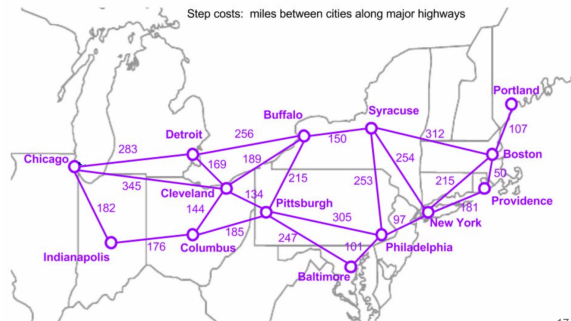 Step costs: miles between cities along major highways
Portland
107
Syracuse
Buffalo
150
312
Detroit
256
Boston
283
Chicago
169
189
254
50
345
215
253
215
Cleveland
134
Pittsburgh
181
Providence
182
144
305
97
New York
185
247
176
101
Philadelphia
Indianapolis
Columbus
Baltimore